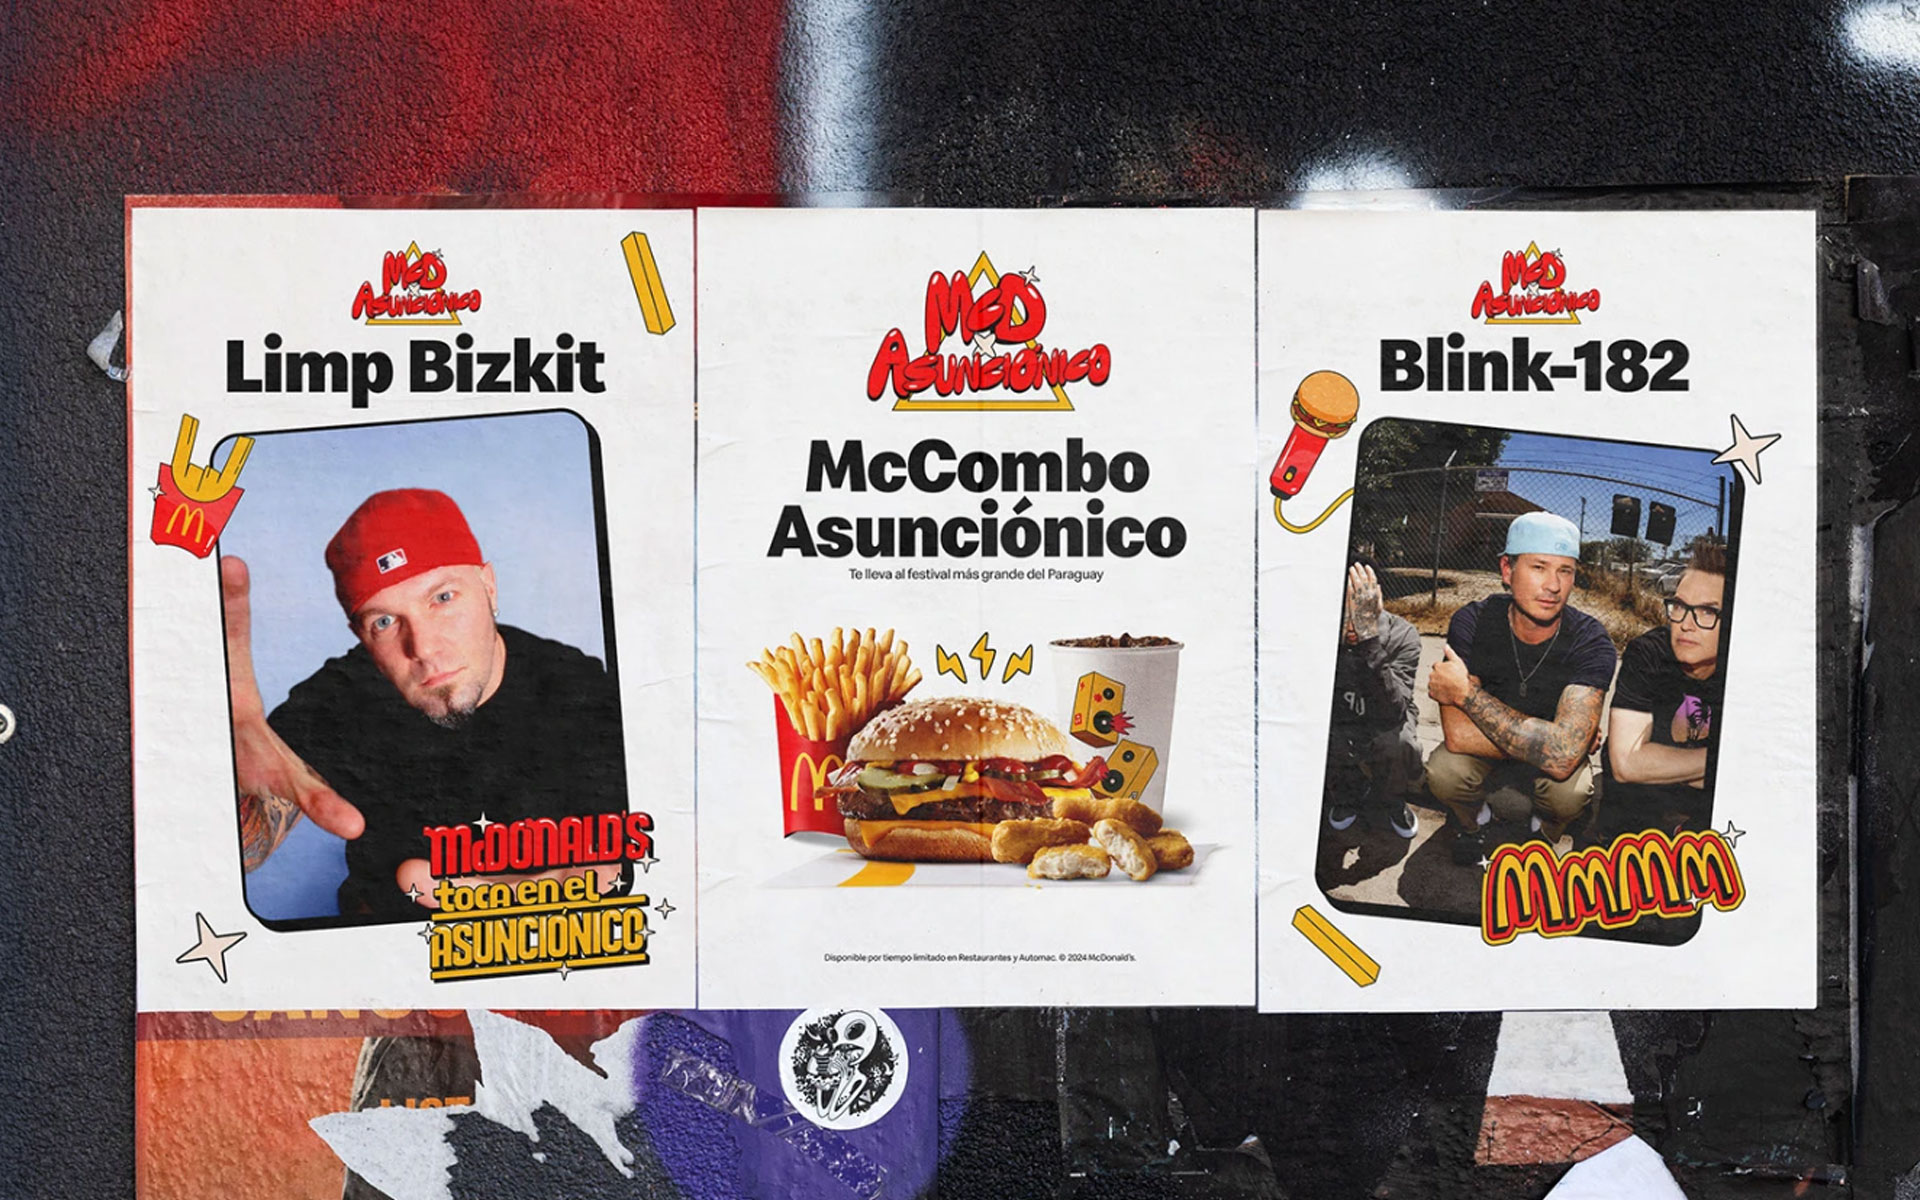 McD
x
Asunciónico
Limp Bizkit
McDonald's
toca en el
Asunciónico
McD
x
Asunciónico
McCombo
Asunciónico
Te lleva al festival más grande del Paraguay
Disponible por tiempo limitado en Restaurantes y Automac. © 2024 McDonald's.
McD
x
Asunciónico
Blink-182
MMMM